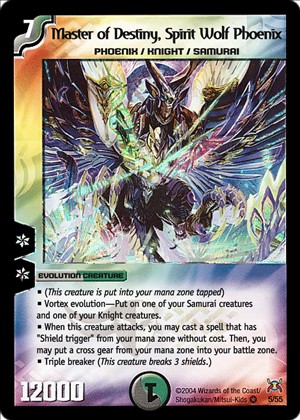 7
Master of Destiny, Spirit Wolf Phoenix
PHOENIX / KNIGHT / SAMURAI
EVOLUTION CREATURE
■ (This creature is put into your mana zone tapped)
■ Vortex evolution—Put on one of your Samurai creatures
and one of your Knight creatures.
■ When this creature attacks, you may cast a spell that has
"Shield trigger" from your mana zone without cost. Then, you
may put a cross gear from your mana zone into your battle zone.
■ Triple breaker (This creature breaks 3 shields.)
12000
1
©2004 Wizards of the Coast/
Shogakukan/Mitsui-Kids
5/55